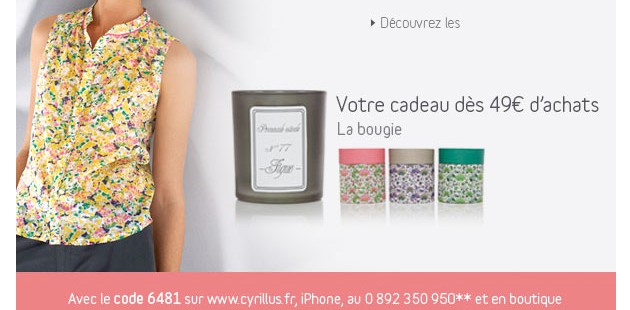 Découvrez les
Votre cadeau dès 49€ d'achats
La bougie
n° 77
- Figue -
Avec le code 6481 sur www.cyrillus.fr, iPhone, au 0 892 350 950** et en boutique